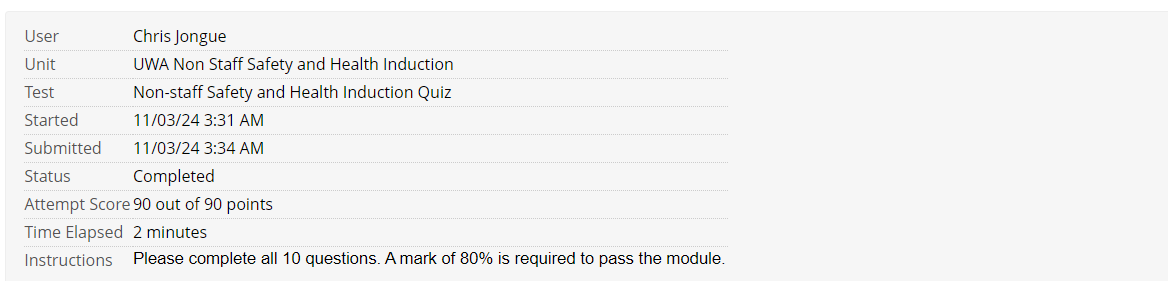 User Chris Jongue
Unit UWA Non Staff Safety and Health Induction
Test Non-staff Safety and Health Induction Quiz
Started 11/03/24 3:31 AM
Submitted 11/03/24 3:34 AM
Status Completed
Attempt Score 90 out of 90 points
Time Elapsed 2 minutes
Instructions Please complete all 10 questions. A mark of 80% is required to pass the module.